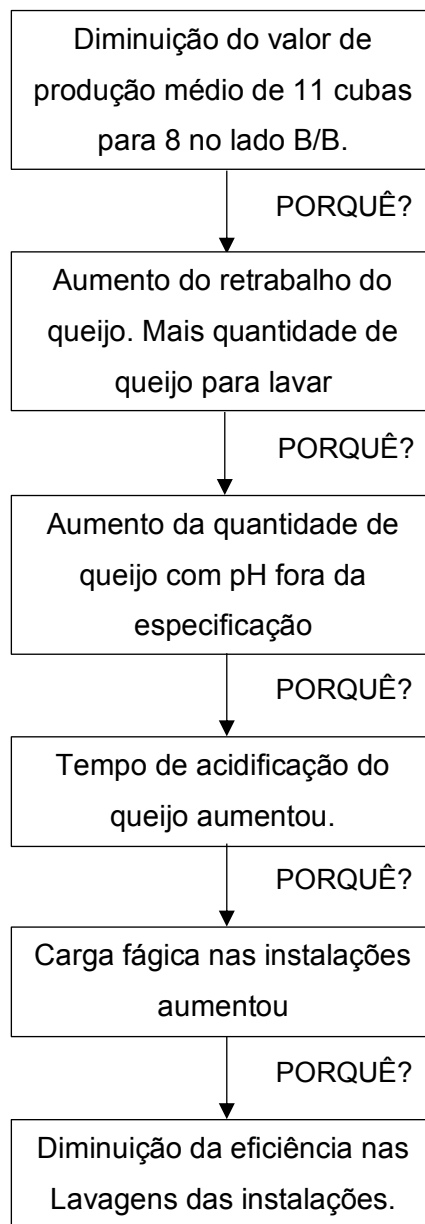 Diminuição do valor de
produção médio de 11 cubas
para 8 no lado B/B.
PORQUÊ?
Aumento do retrabalho do
queijo. Mais quantidade de
queijo para lavar
PORQUÊ?
Aumento da quantidade de
queijo com pH fora da
especificação
PORQUÊ?
Tempo de acidificação do
queijo aumentou.
PORQUÊ?
Carga fágica nas instalações
aumentou
PORQUÊ?
Diminuição da eficiência nas
Lavagens das instalações.